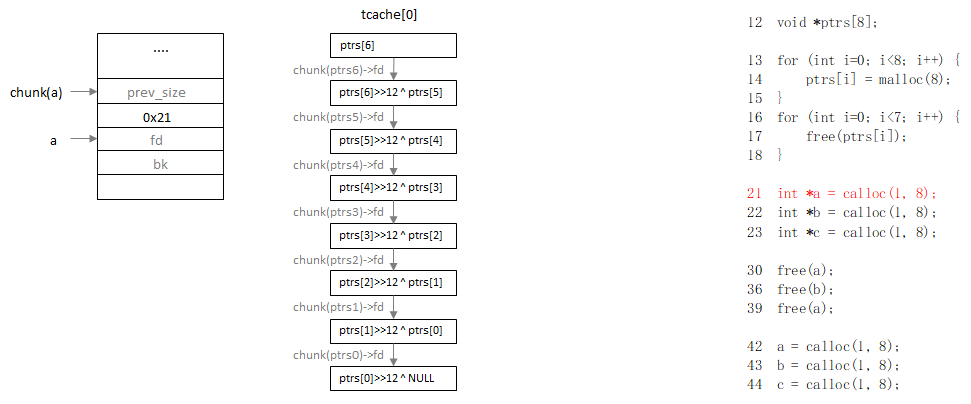 ....
chunk(a)
prev_size
0x21
a
fd
bk
tcache[0]
ptrs[6]
chunk(ptrs6)->fd
ptrs[6]>>12 ^ ptrs[5]
chunk(ptrs5)->fd
ptrs[5]>>12 ^ ptrs[4]
chunk(ptrs4)->fd
ptrs[4]>>12 ^ ptrs[3]
chunk(ptrs3)->fd
ptrs[3]>>12 ^ ptrs[2]
chunk(ptrs2)->fd
ptrs[2]>>12 ^ ptrs[1]
chunk(ptrs1)->fd
ptrs[1]>>12 ^ ptrs[0]
chunk(ptrs0)->fd
ptrs[0]>>12 ^ NULL
12 void *ptrs[8];
13 for (int i=0; i<8; i++) {
14 ptrs[i] = malloc(8);
15 }
16 for (int i=0; i<7; i++) {
17 free(ptrs[i]);
18 }
21 int *a = calloc(1, 8);
22 int *b = calloc(1, 8);
23 int *c = calloc(1, 8);
30 free(a);
36 free(b);
39 free(a);
42 a = calloc(1, 8);
43 b = calloc(1, 8);
44 c = calloc(1, 8);